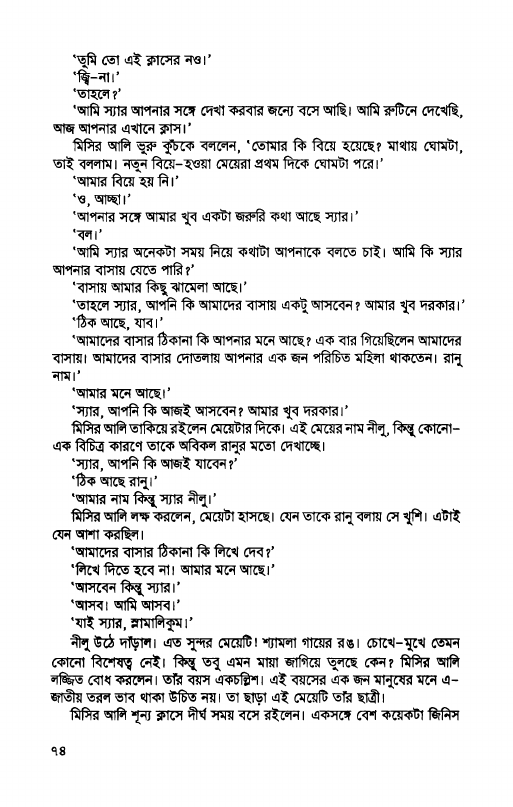 ‘তুমি তো এই ক্লাসের নও।’
‘জ্বি–না।’
‘তাহলে?’
‘আমি স্যার আপনার সঙ্গে দেখা করবার জন্যে বসে আছি। আমি রুটিনে দেখেছি,
আজ আপনার এখানে ক্লাস।’
মিসির আলি ভুরু কুঁচকে বললেন, ‘তোমার কি বিয়ে হয়েছে? মাথায় ঘোমটা,
তাই বললাম। নতুন বিয়ে–হওয়া মেয়েরা প্রথম দিকে ঘোমটা পরে।’
‘আমার বিয়ে হয় নি।’
‘ও, আচ্ছা।’
‘আপনার সঙ্গে আমার খুব একটা জরুরি কথা আছে স্যার।’
‘বল।’
‘আমি স্যার অনেকটা সময় নিয়ে কথাটা আপনাকে বলতে চাই। আমি কি স্যার
আপনার বাসায় যেতে পারি?’
‘বাসায় আমার কিছু ঝামেলা আছে।’
‘তাহলে স্যার, আপনি কি আমাদের বাসায় একটু আসবেন? আমার খুব দরকার।’
‘ঠিক আছে, যাব।’
‘আমাদের বাসার ঠিকানা কি আপনার মনে আছে? এক বার গিয়েছিলেন আমাদের
বাসায়। আমাদের বাসার দোতলায় আপনার এক জন পরিচিত মহিলা থাকতেন। রানু
নাম।’
‘আমার মনে আছে।’
‘স্যার, আপনি কি আজই আসবেন? আমার খুব দরকার।’
মিসির আলি তাকিয়ে রইলেন মেয়েটার দিকে। এই মেয়ের নাম নীলু, কিন্তু কোনো–
এক বিচিত্র কারণে তাকে অবিকল রানুর মতো দেখাচ্ছে।
‘স্যার, আপনি কি আজই যাবেন?’
‘ঠিক আছে রানু।’
‘আমার নাম কিন্তু স্যার নীলু।’
মিসির আলি লক্ষ করলেন, মেয়েটা হাসছে। যেন তাকে রানু বলায় সে খুশি। এটাই
যেন আশা করছিল।
‘আমাদের বাসার ঠিকানা কি লিখে দেব?’
‘লিখে দিতে হবে না। আমার মনে আছে।’
‘আসবেন কিন্তু স্যার।’
‘আসব। আমি আসব।’
‘যাই স্যার, স্লামালিকুম।’
নীলু উঠে দাঁড়াল। এত সুন্দর মেয়েটি! শ্যামলা গায়ের রঙ। চোখে–মুখে তেমন
কোনো বিশেষত্ব নেই। কিন্তু তবু এমন মায়া জাগিয়ে তুলছে কেন? মিসির আলি
লজ্জিত বোধ করলেন। তাঁর বয়স একচল্লিশ। এই বয়সের এক জন মানুষের মনে এ–
জাতীয় তরল ভাব থাকা উচিত নয়। তা ছাড়া এই মেয়েটি তাঁর ছাত্রী।
মিসির আলি শূন্য ক্লাসে দীর্ঘ সময় বসে রইলেন। একসঙ্গে বেশ কয়েকটা জিনিস
৭৪